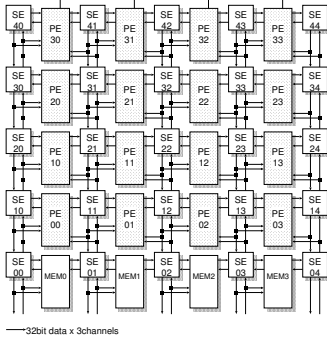 SE 40 PE 30 SE 41 PE 31 SE 42 PE 32 SE 43 PE 33 SE 44
SE 30 PE 20 SE 31 PE 21 SE 32 PE 22 SE 33 PE 23 SE 34
SE 20 PE 10 SE 21 PE 11 SE 22 PE 12 SE 23 PE 13 SE 24
SE 10 PE 00 SE 11 PE 01 SE 12 PE 02 SE 13 PE 03 SE 14
SE 00 MEM0 SE 01 MEM1 SE 02 MEM2 SE 03 MEM3 SE 04
32bit data x 3channels